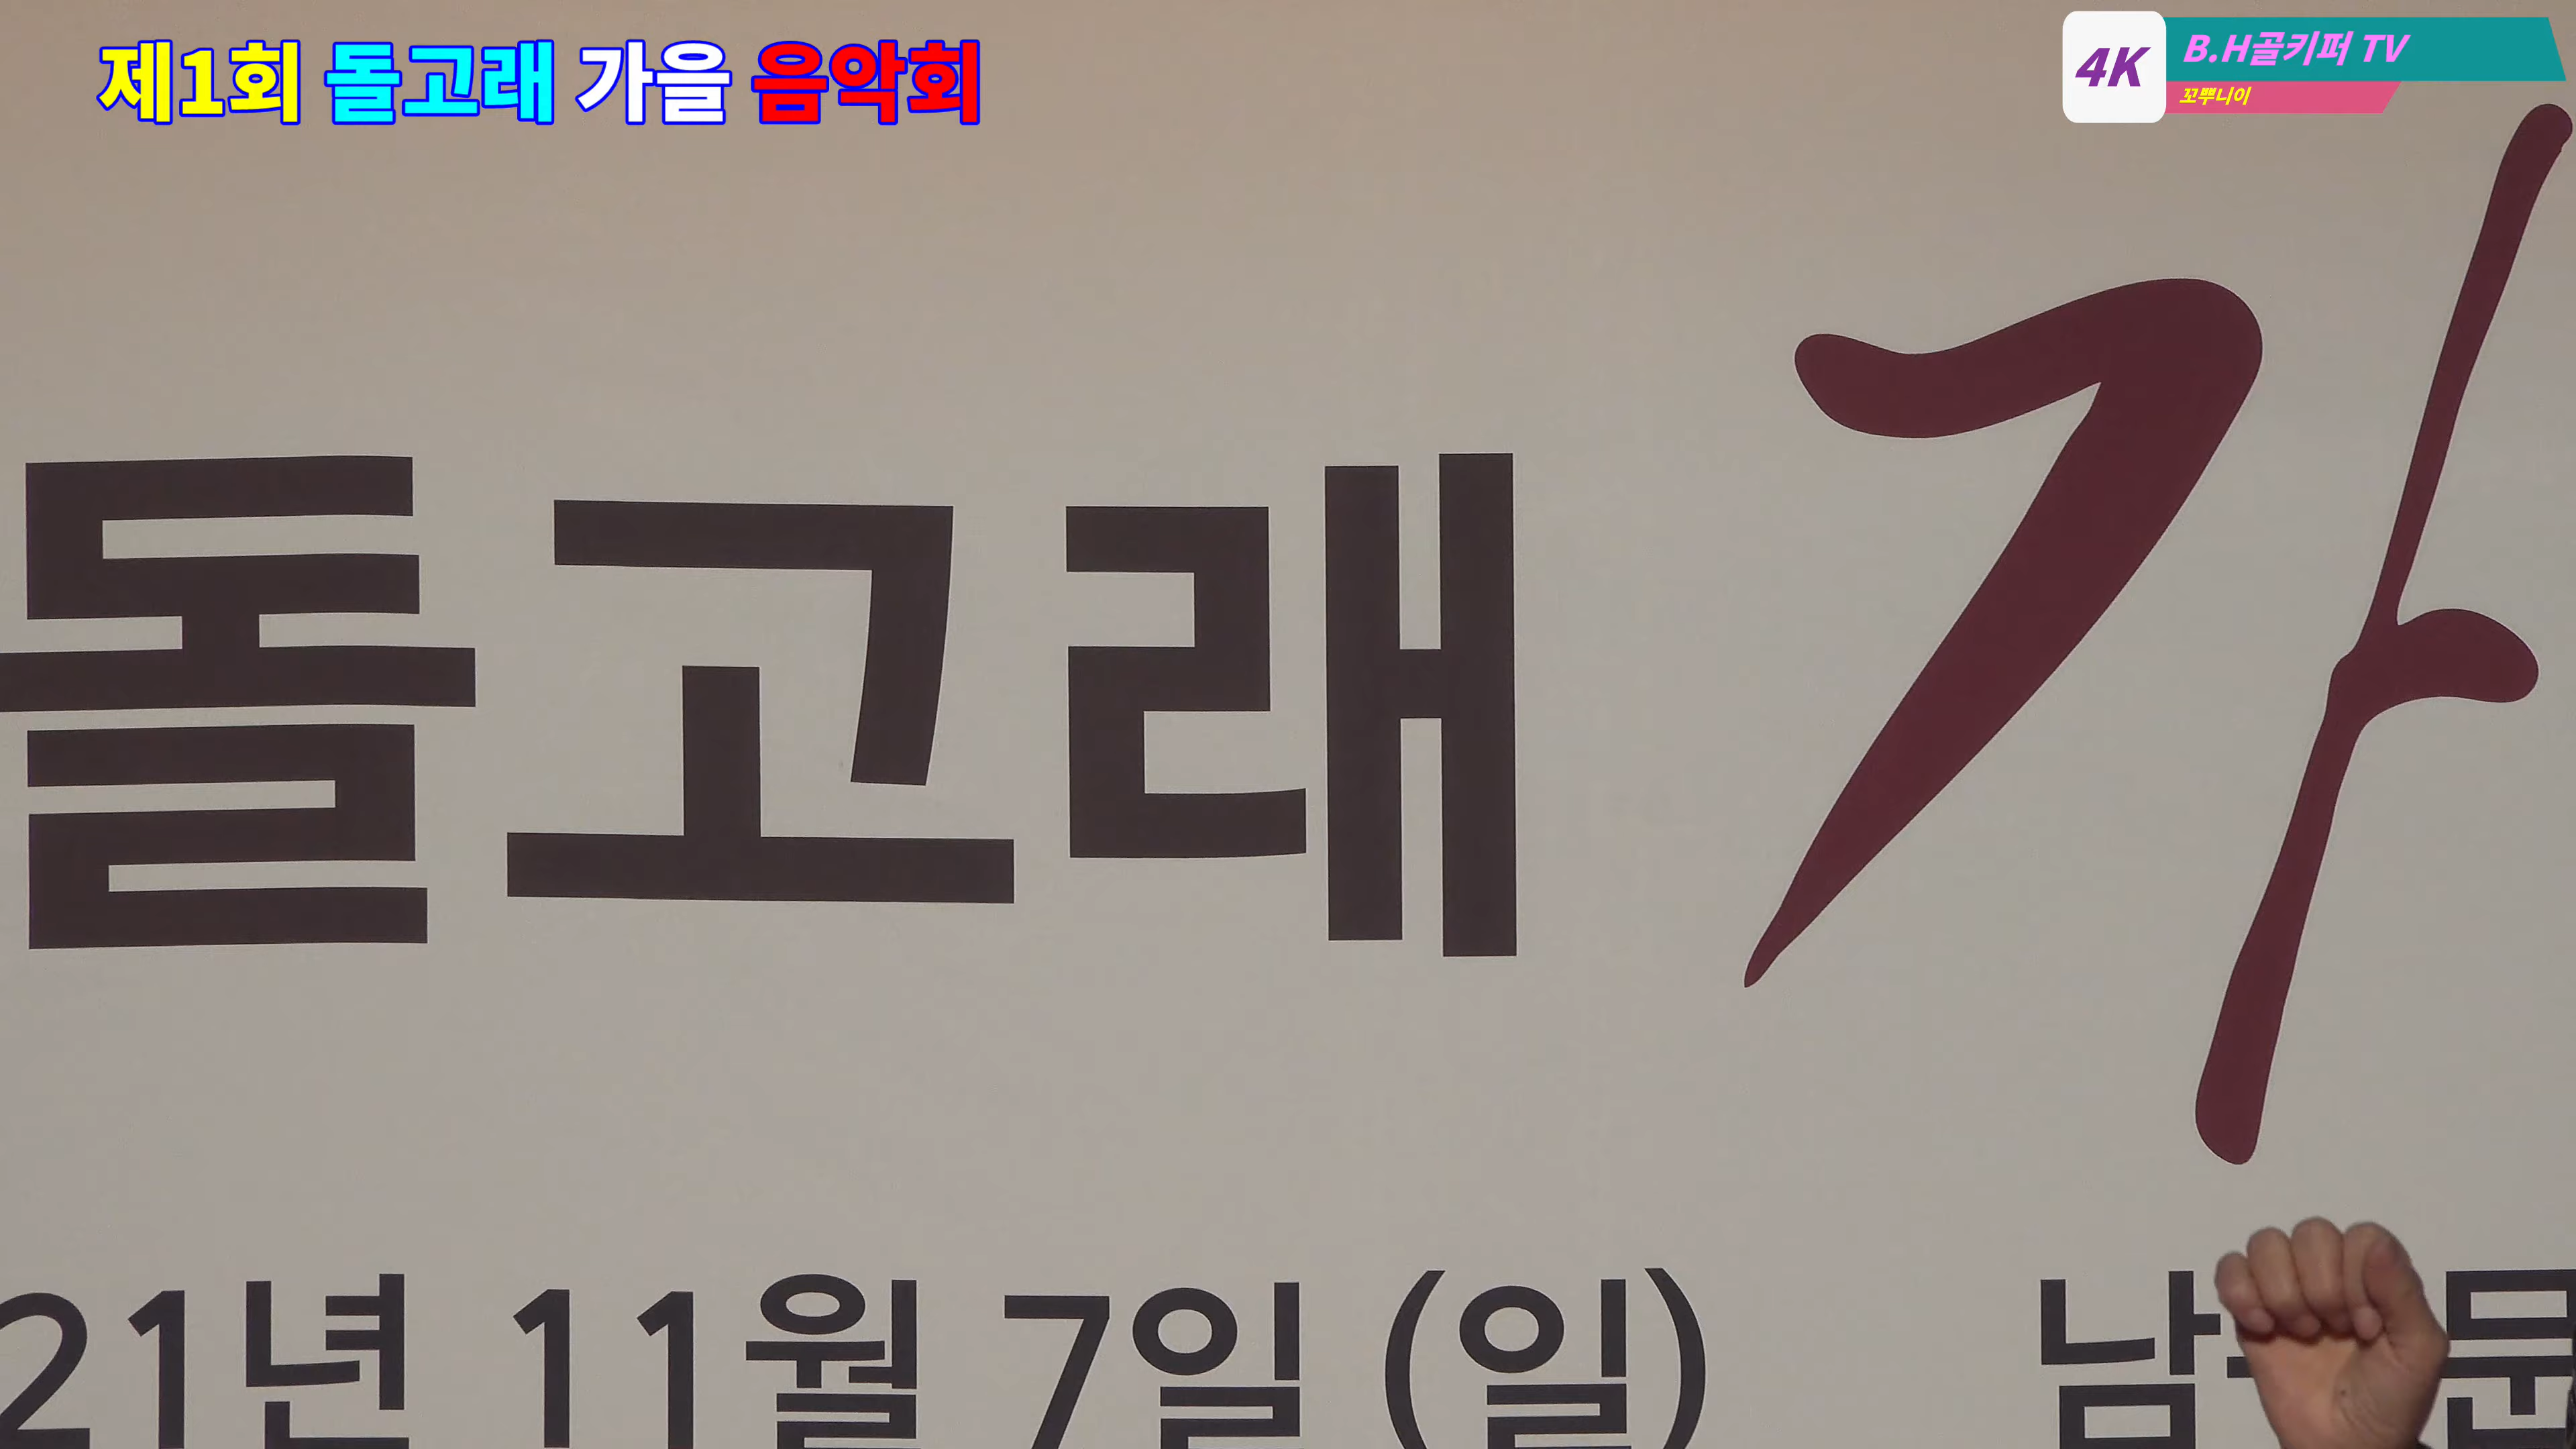 제1회 돌고래 가을 음악회
4K
B.H골키퍼 TV
꼬뿌니이
돌고래 가
21년 11월 7일 (일)